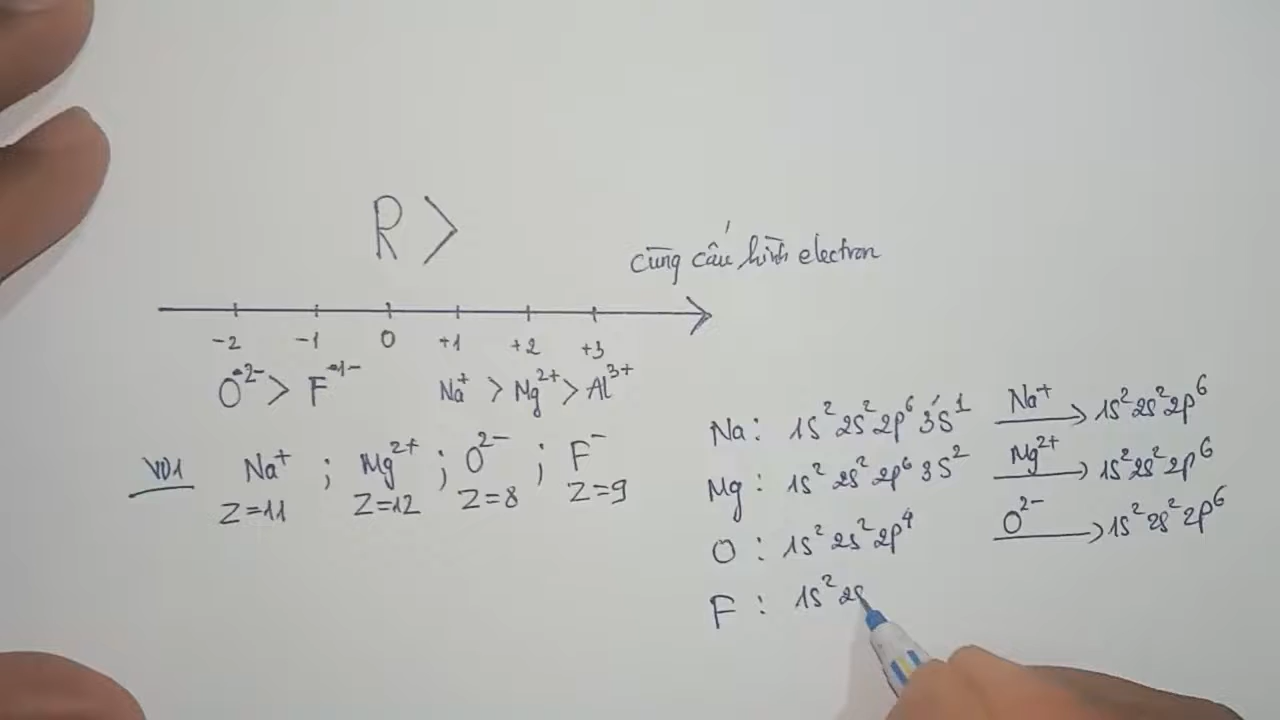 R >
cùng cấu hình electron
-2 -1 0 +1 +2 +3
O²⁻ > F¹⁻ Na⁺ > Mg²⁺ > Al³⁺
VD1 Na⁺ ; Mg²⁺ ; O²⁻ ; F⁻
Z=11 Z=12 Z=8 Z=9
Na: 1s² 2s² 2p⁶ 3s¹ Na⁺ → 1s² 2s² 2p⁶
Mg: 1s² 2s² 2p⁶ 3s² Mg²⁺ → 1s² 2s² 2p⁶
O: 1s² 2s² 2p⁴ O²⁻ → 1s² 2s² 2p⁶
F: 1s² 2s